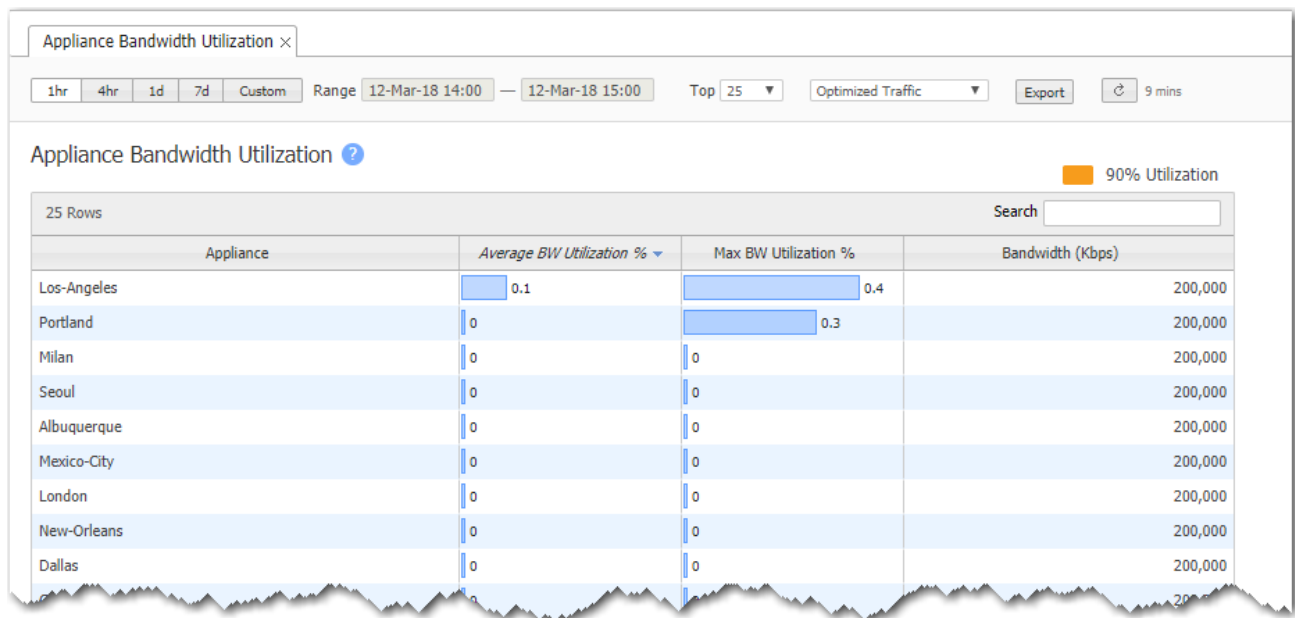 Appliance Bandwidth Utilization ×
1hr 4hr 1d 7d Custom Range 12-Mar-18 14:00 — 12-Mar-18 15:00 Top 25 ▼ Optimized Traffic ▼ Export 9 mins
Appliance Bandwidth Utilization ?
90% Utilization
25 Rows Search
Appliance Average BW Utilization % Max BW Utilization % Bandwidth (Kbps)
Los-Angeles 0.1 0.4 200,000
Portland 0 0.3 200,000
Milan 0 0 200,000
Seoul 0 0 200,000
Albuquerque 0 0 200,000
Mexico-City 0 0 200,000
London 0 0 200,000
New-Orleans 0 0 200,000
Dallas 0 0 200,000